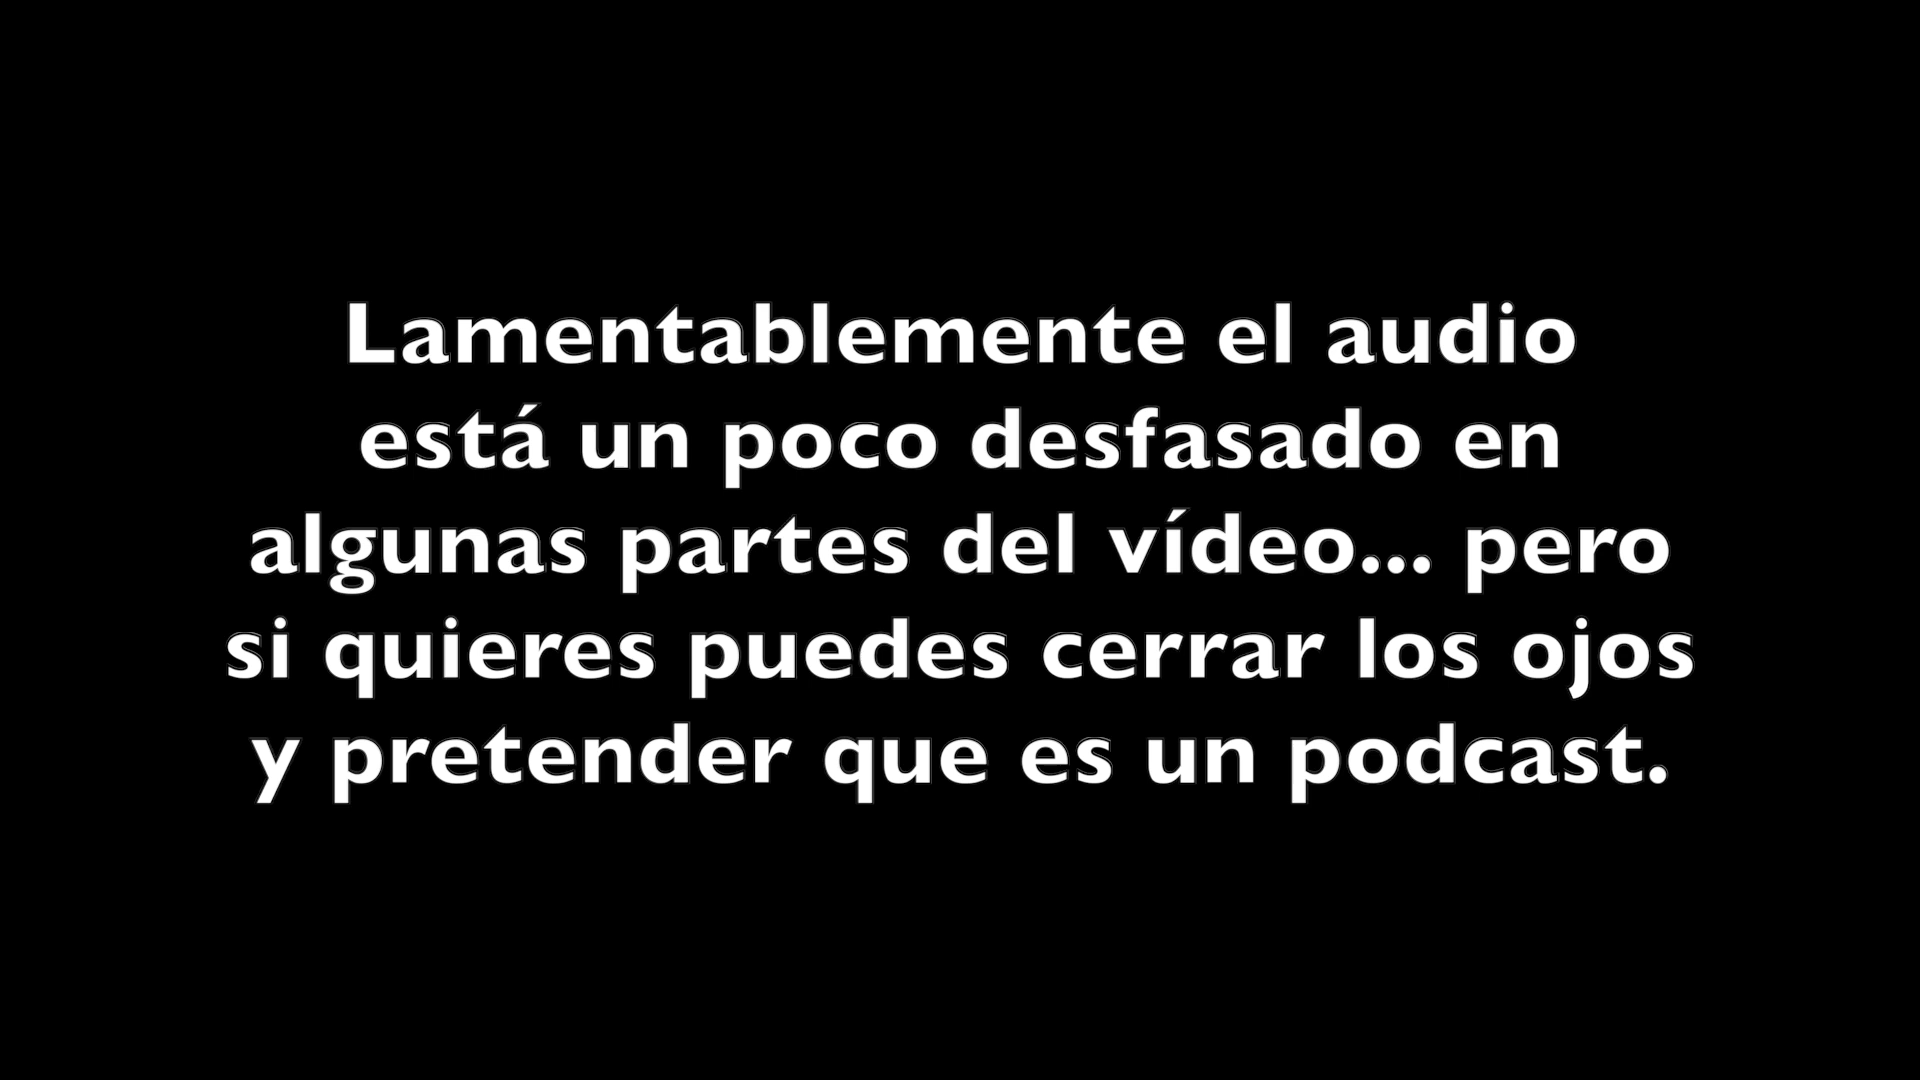 Lamentablemente el audio
está un poco desfasado en
algunas partes del vídeo... pero
si quieres puedes cerrar los ojos
y pretender que es un podcast.